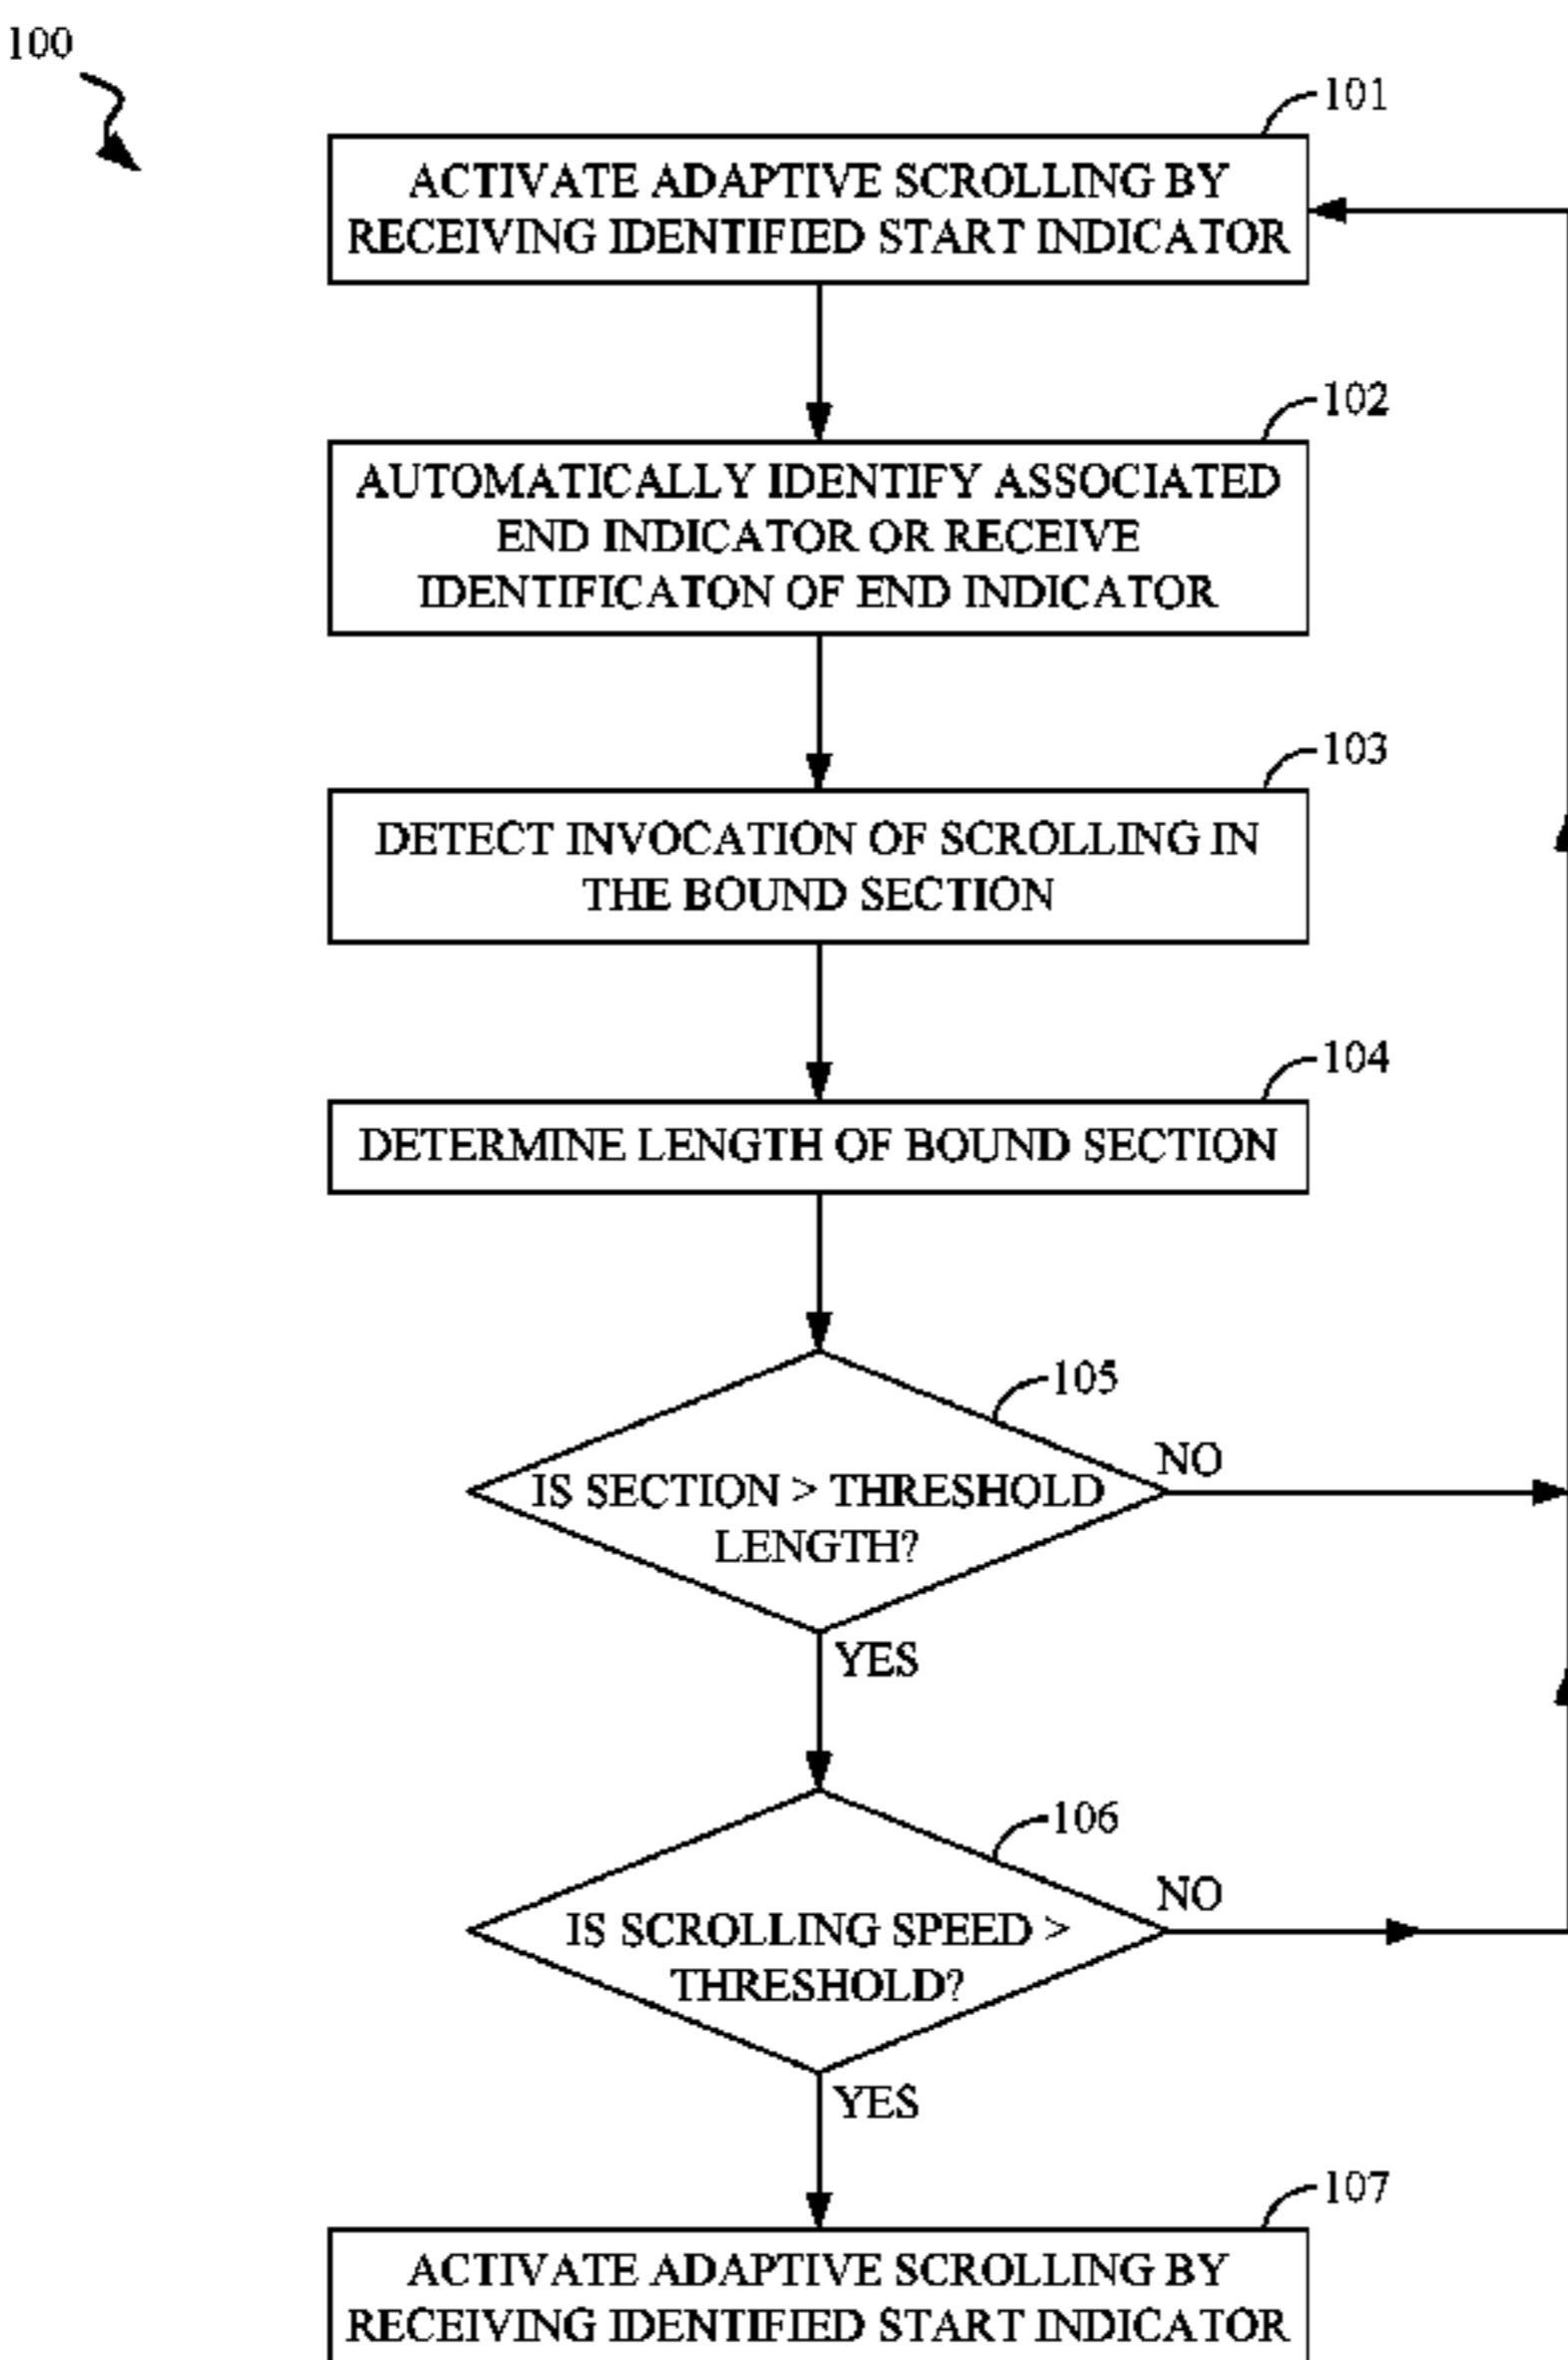 100
101
ACTIVATE ADAPTIVE SCROLLING BY
RECEIVING IDENTIFIED START INDICATOR
102
AUTOMATICALLY IDENTIFY ASSOCIATED
END INDICATOR OR RECEIVE
IDENTIFICATON OF END INDICATOR
103
DETECT INVOCATION OF SCROLLING IN
THE BOUND SECTION
104
DETERMINE LENGTH OF BOUND SECTION
105
NO
IS SECTION > THRESHOLD
LENGTH?
YES
106
NO
IS SCROLLING SPEED >
THRESHOLD?
YES
107
ACTIVATE ADAPTIVE SCROLLING BY
RECEIVING IDENTIFIED START INDICATOR